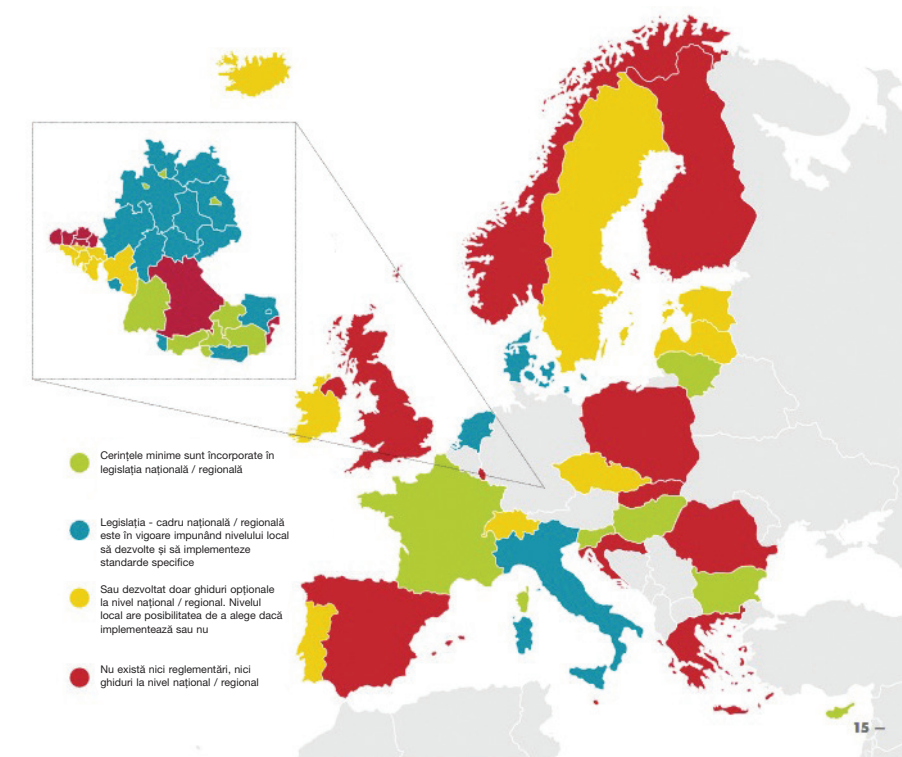 Cerințele minime sunt încorporate în
legislația națională / regională
Legislația - cadru națională / regională
este în vigoare impunând nivelului local
să dezvolte și să implementeze
standarde specifice
Sau dezvoltat doar ghiduri opționale
la nivel național / regional. Nivelul
local are posibilitatea de a alege dacă
implementează sau nu
Nu există nici reglementări, nici
ghiduri la nivel național / regional
15 –